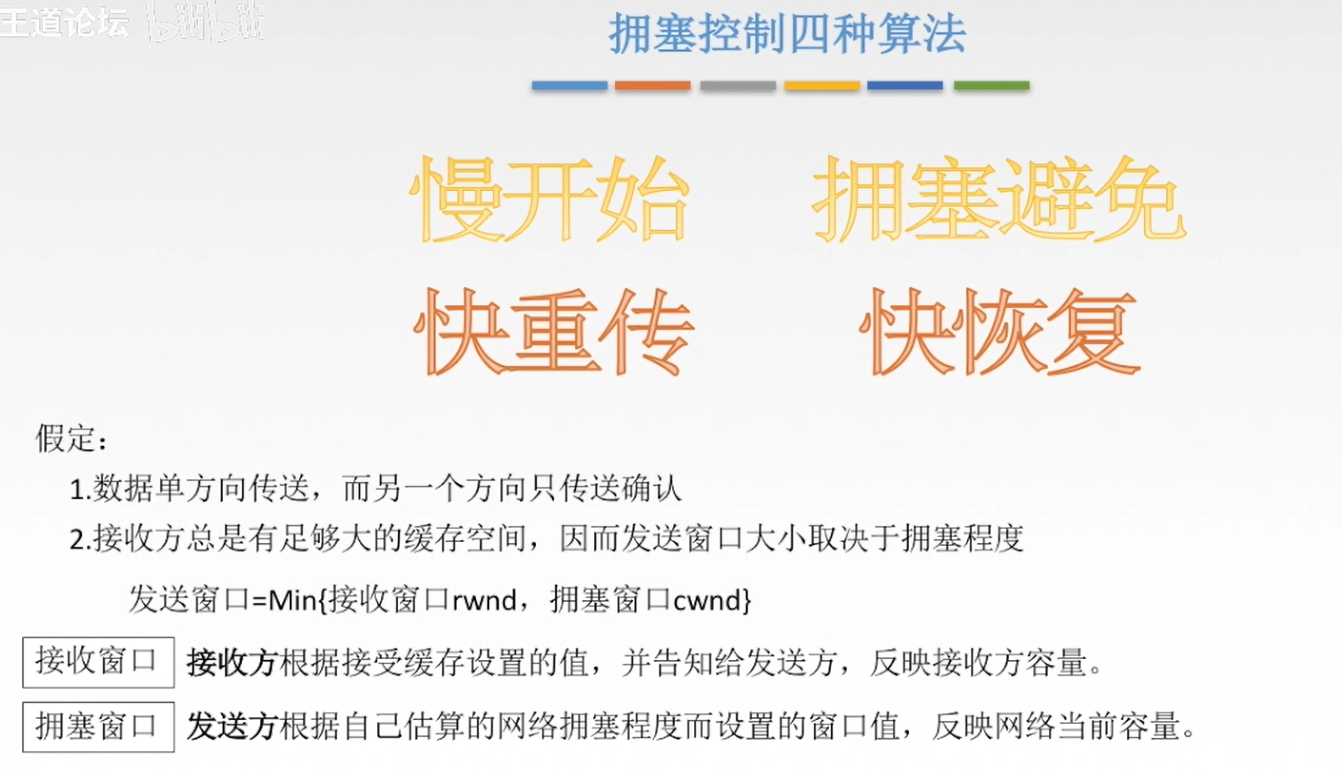 王道论坛 bilibili
拥塞控制四种算法
慢开始 拥塞避免
快重传 快恢复
假定：
1.数据单方向传送，而另一个方向只传送确认
2.接收方总是有足够大的缓存空间，因而发送窗口大小取决于拥塞程度
发送窗口=Min{接收窗口rwnd，拥塞窗口cwnd}
接收窗口 接收方根据接受缓存设置的值，并告知给发送方，反映接收方容量。
拥塞窗口 发送方根据自己估算的网络拥塞程度而设置的窗口值，反映网络当前容量。